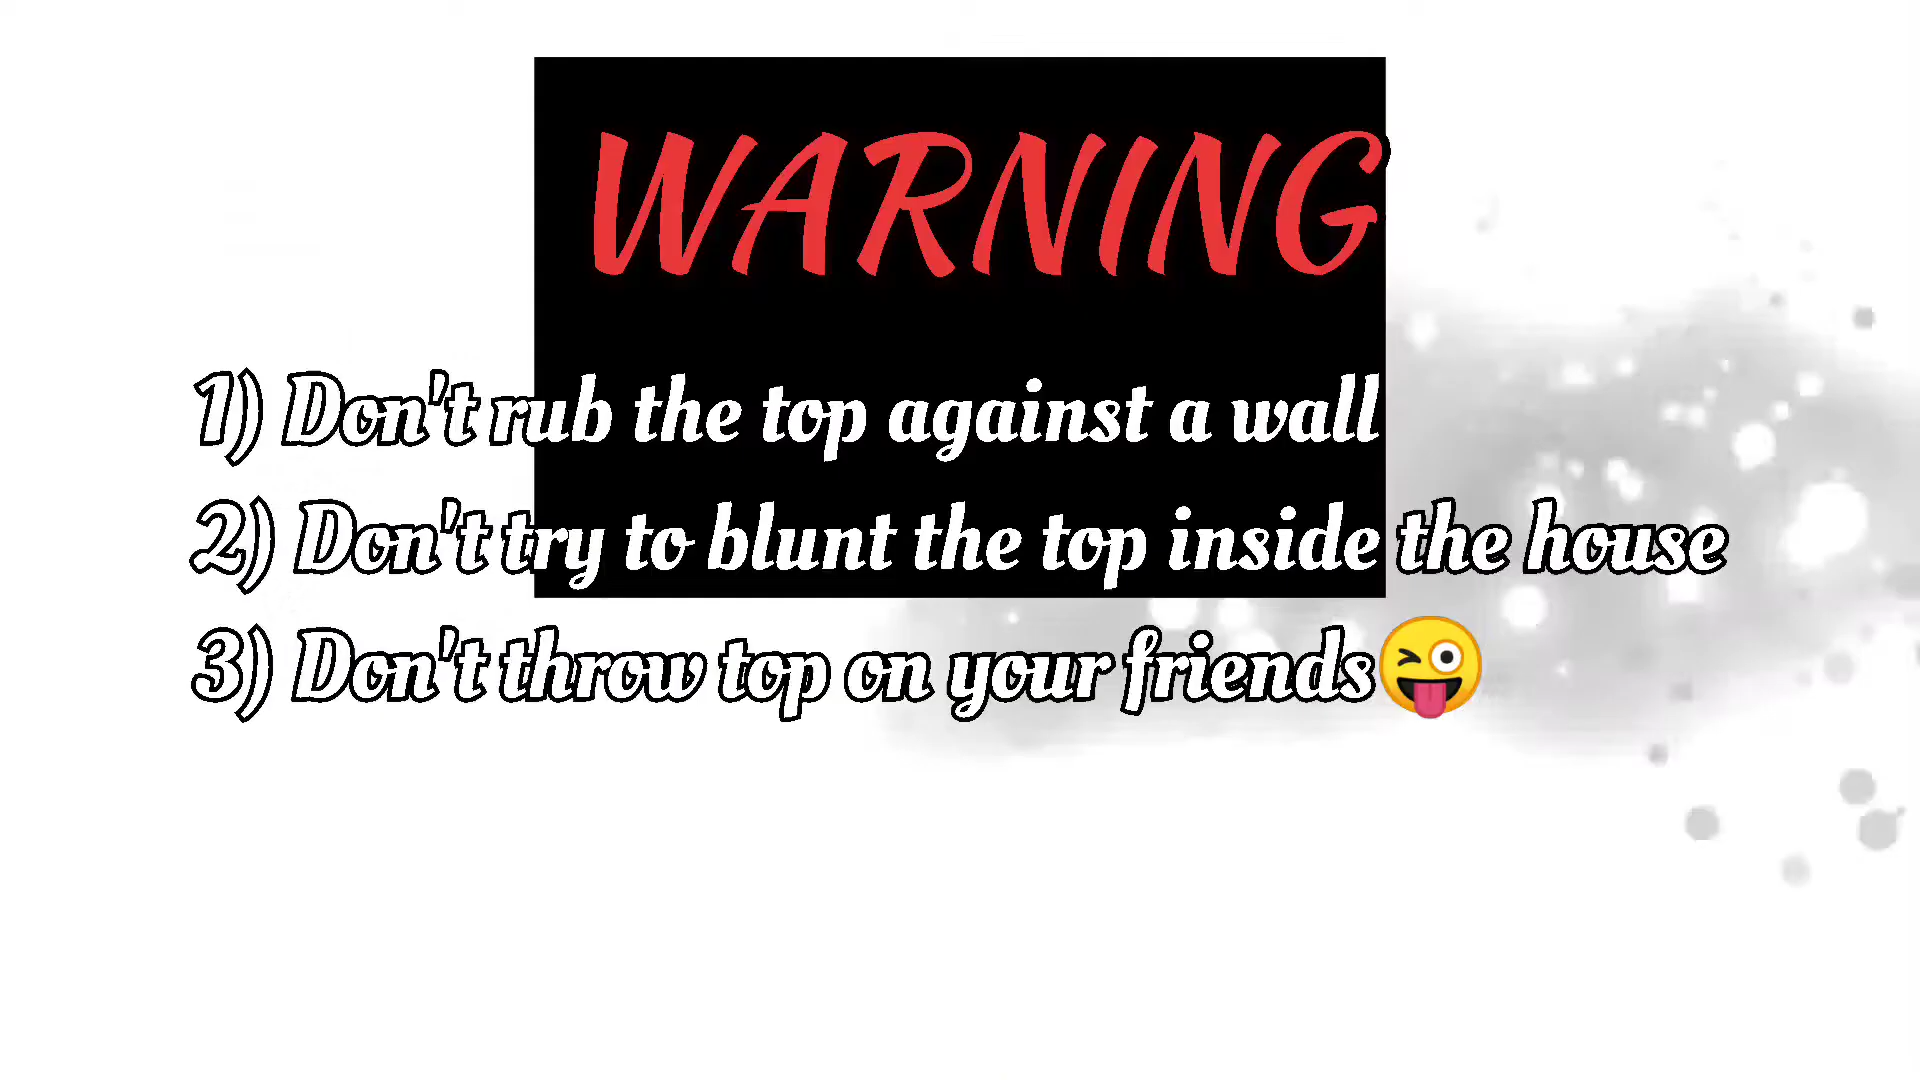 WARNING
1) Don't rub the top against a wall
2) Don't try to blunt the top inside the house
3) Don't throw top on your friends😜